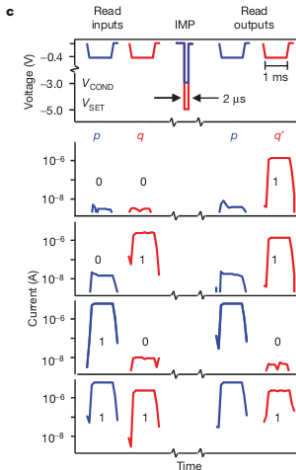 c
Read inputs
IMP
Read outputs
Voltage (V)
−0.4
−3.0
−5.0
V_COND
V_SET
2 μs
1 ms
p q p q′
10⁻⁶
10⁻⁸
0 0 1
10⁻⁶
10⁻⁸
0 1 1
Current (A)
10⁻⁶
10⁻⁸
1 0 0
10⁻⁶
10⁻⁸
1 1 1
Time